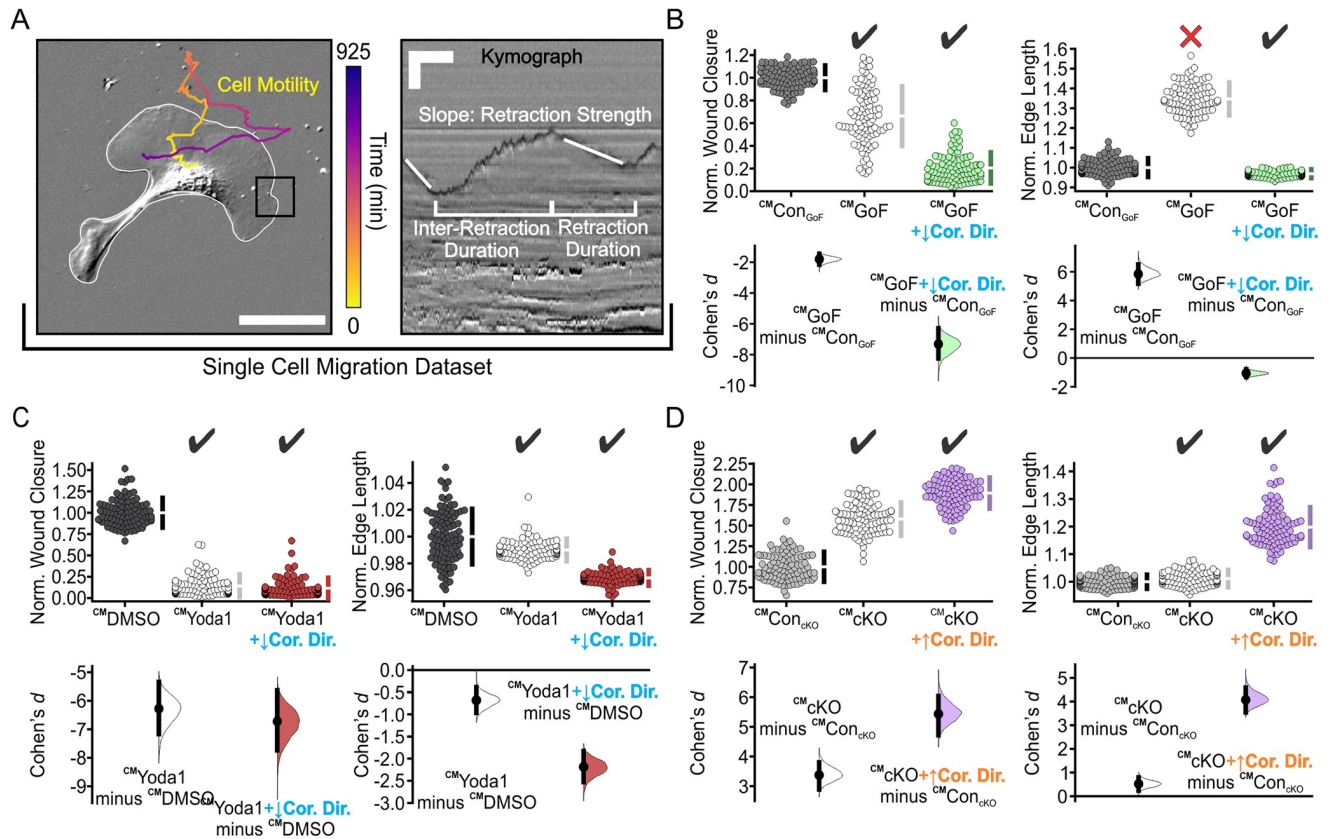 A
925
Cell Motility
Time (min)
0
Kymograph
Slope: Retraction Strength
Inter-Retraction Duration
Retraction Duration
Single Cell Migration Dataset
B
✔ ✔
Norm. Wound Closure
1.2
1.0
0.8
0.6
0.4
0.2
0.0
CMConGoF
CMGoF
CMGoF
+↓Cor. Dir.
Cohen's d
-2
-4
-6
-8
-10
CMGoF
minus CMConGoF
CMGoF+↓Cor. Dir.
minus CMConGoF
✕ ✔
Norm. Edge Length
1.6
1.5
1.4
1.3
1.2
1.1
1.0
0.9
CMConGoF
CMGoF
CMGoF
+↓Cor. Dir.
Cohen's d
6
4
2
0
-2
CMGoF
minus CMConGoF
CMGoF+↓Cor. Dir.
minus CMConGoF
C
✔ ✔
Norm. Wound Closure
1.50
1.25
1.00
0.75
0.50
0.25
0.00
CMDMSO
CMYoda1
CMYoda1
+↓Cor. Dir.
Cohen's d
-5
-6
-7
-8
-9
CMYoda1
minus CMDMSO
CMYoda1+↓Cor. Dir.
minus CMDMSO
✔ ✔
Norm. Edge Length
1.04
1.02
1.00
0.98
0.96
CMDMSO
CMYoda1
CMYoda1
+↓Cor. Dir.
Cohen's d
0.0
-0.5
-1.0
-1.5
-2.0
-2.5
-3.0
CMYoda1
minus CMDMSO
CMYoda1+↓Cor. Dir.
minus CMDMSO
D
✔ ✔
Norm. Wound Closure
2.25
2.00
1.75
1.50
1.25
1.00
0.75
CMConcKO
CMcKO
CMcKO
+↑Cor. Dir.
Cohen's d
7
6
5
4
3
CMcKO
minus CMConcKO
CMcKO+↑Cor. Dir.
minus CMConcKO
✔ ✔
Norm. Edge Length
1.4
1.3
1.2
1.1
1.0
CMConcKO
CMcKO
CMcKO
+↑Cor. Dir.
Cohen's d
5
4
3
2
1
0
CMcKO
minus CMConcKO
CMcKO+↑Cor. Dir.
minus CMConcKO